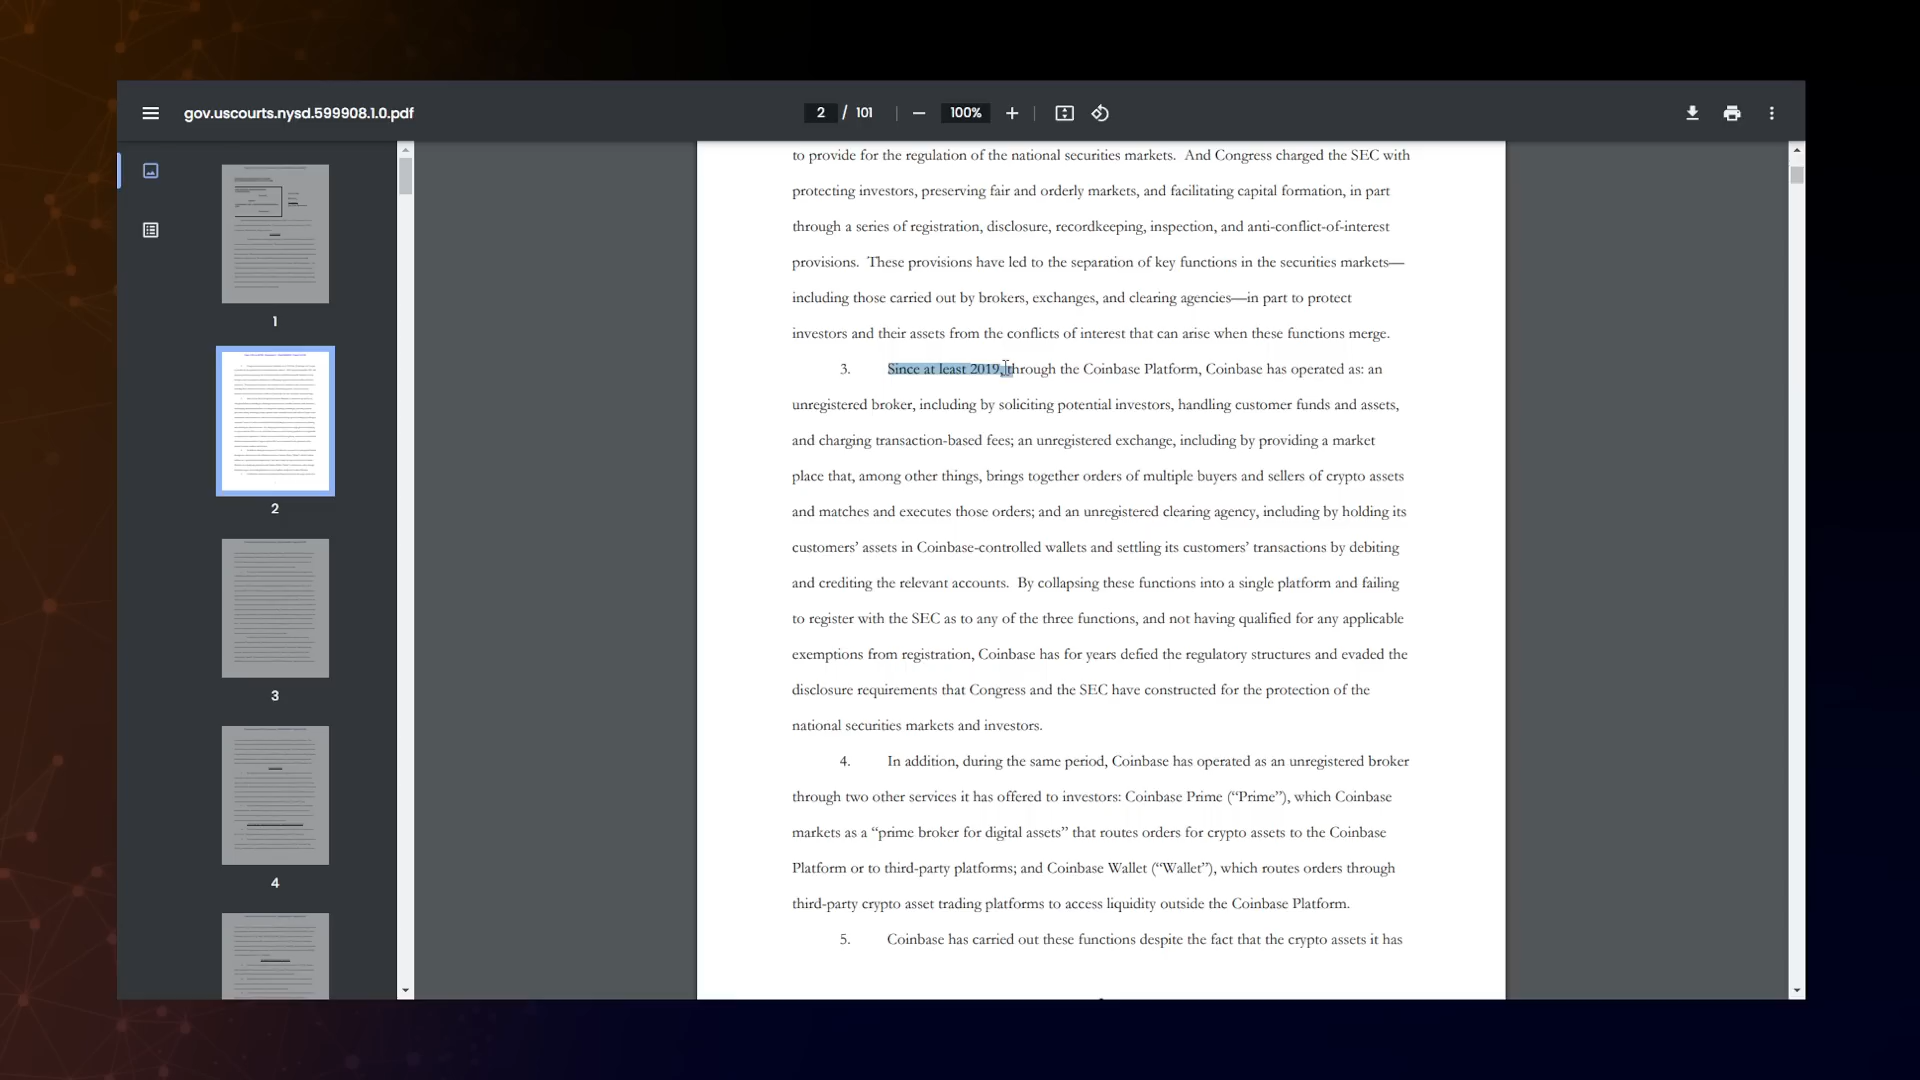 gov.uscourts.nysd.599908.1.0.pdf
2 / 101
100%
1
2
3
4
to provide for the regulation of the national securities markets.  And Congress charged the SEC with
protecting investors, preserving fair and orderly markets, and facilitating capital formation, in part
through a series of registration, disclosure, recordkeeping, inspection, and anti-conflict-of-interest
provisions.  These provisions have led to the separation of key functions in the securities markets—
including those carried out by brokers, exchanges, and clearing agencies—in part to protect
investors and their assets from the conflicts of interest that can arise when these functions merge.
3. Since at least 2019, through the Coinbase Platform, Coinbase has operated as: an
unregistered broker, including by soliciting potential investors, handling customer funds and assets,
and charging transaction-based fees; an unregistered exchange, including by providing a market
place that, among other things, brings together orders of multiple buyers and sellers of crypto assets
and matches and executes those orders; and an unregistered clearing agency, including by holding its
customers’ assets in Coinbase-controlled wallets and settling its customers’ transactions by debiting
and crediting the relevant accounts.  By collapsing these functions into a single platform and failing
to register with the SEC as to any of the three functions, and not having qualified for any applicable
exemptions from registration, Coinbase has for years defied the regulatory structures and evaded the
disclosure requirements that Congress and the SEC have constructed for the protection of the
national securities markets and investors.
4. In addition, during the same period, Coinbase has operated as an unregistered broker
through two other services it has offered to investors: Coinbase Prime (“Prime”), which Coinbase
markets as a “prime broker for digital assets” that routes orders for crypto assets to the Coinbase
Platform or to third-party platforms; and Coinbase Wallet (“Wallet”), which routes orders through
third-party crypto asset trading platforms to access liquidity outside the Coinbase Platform.
5. Coinbase has carried out these functions despite the fact that the crypto assets it has